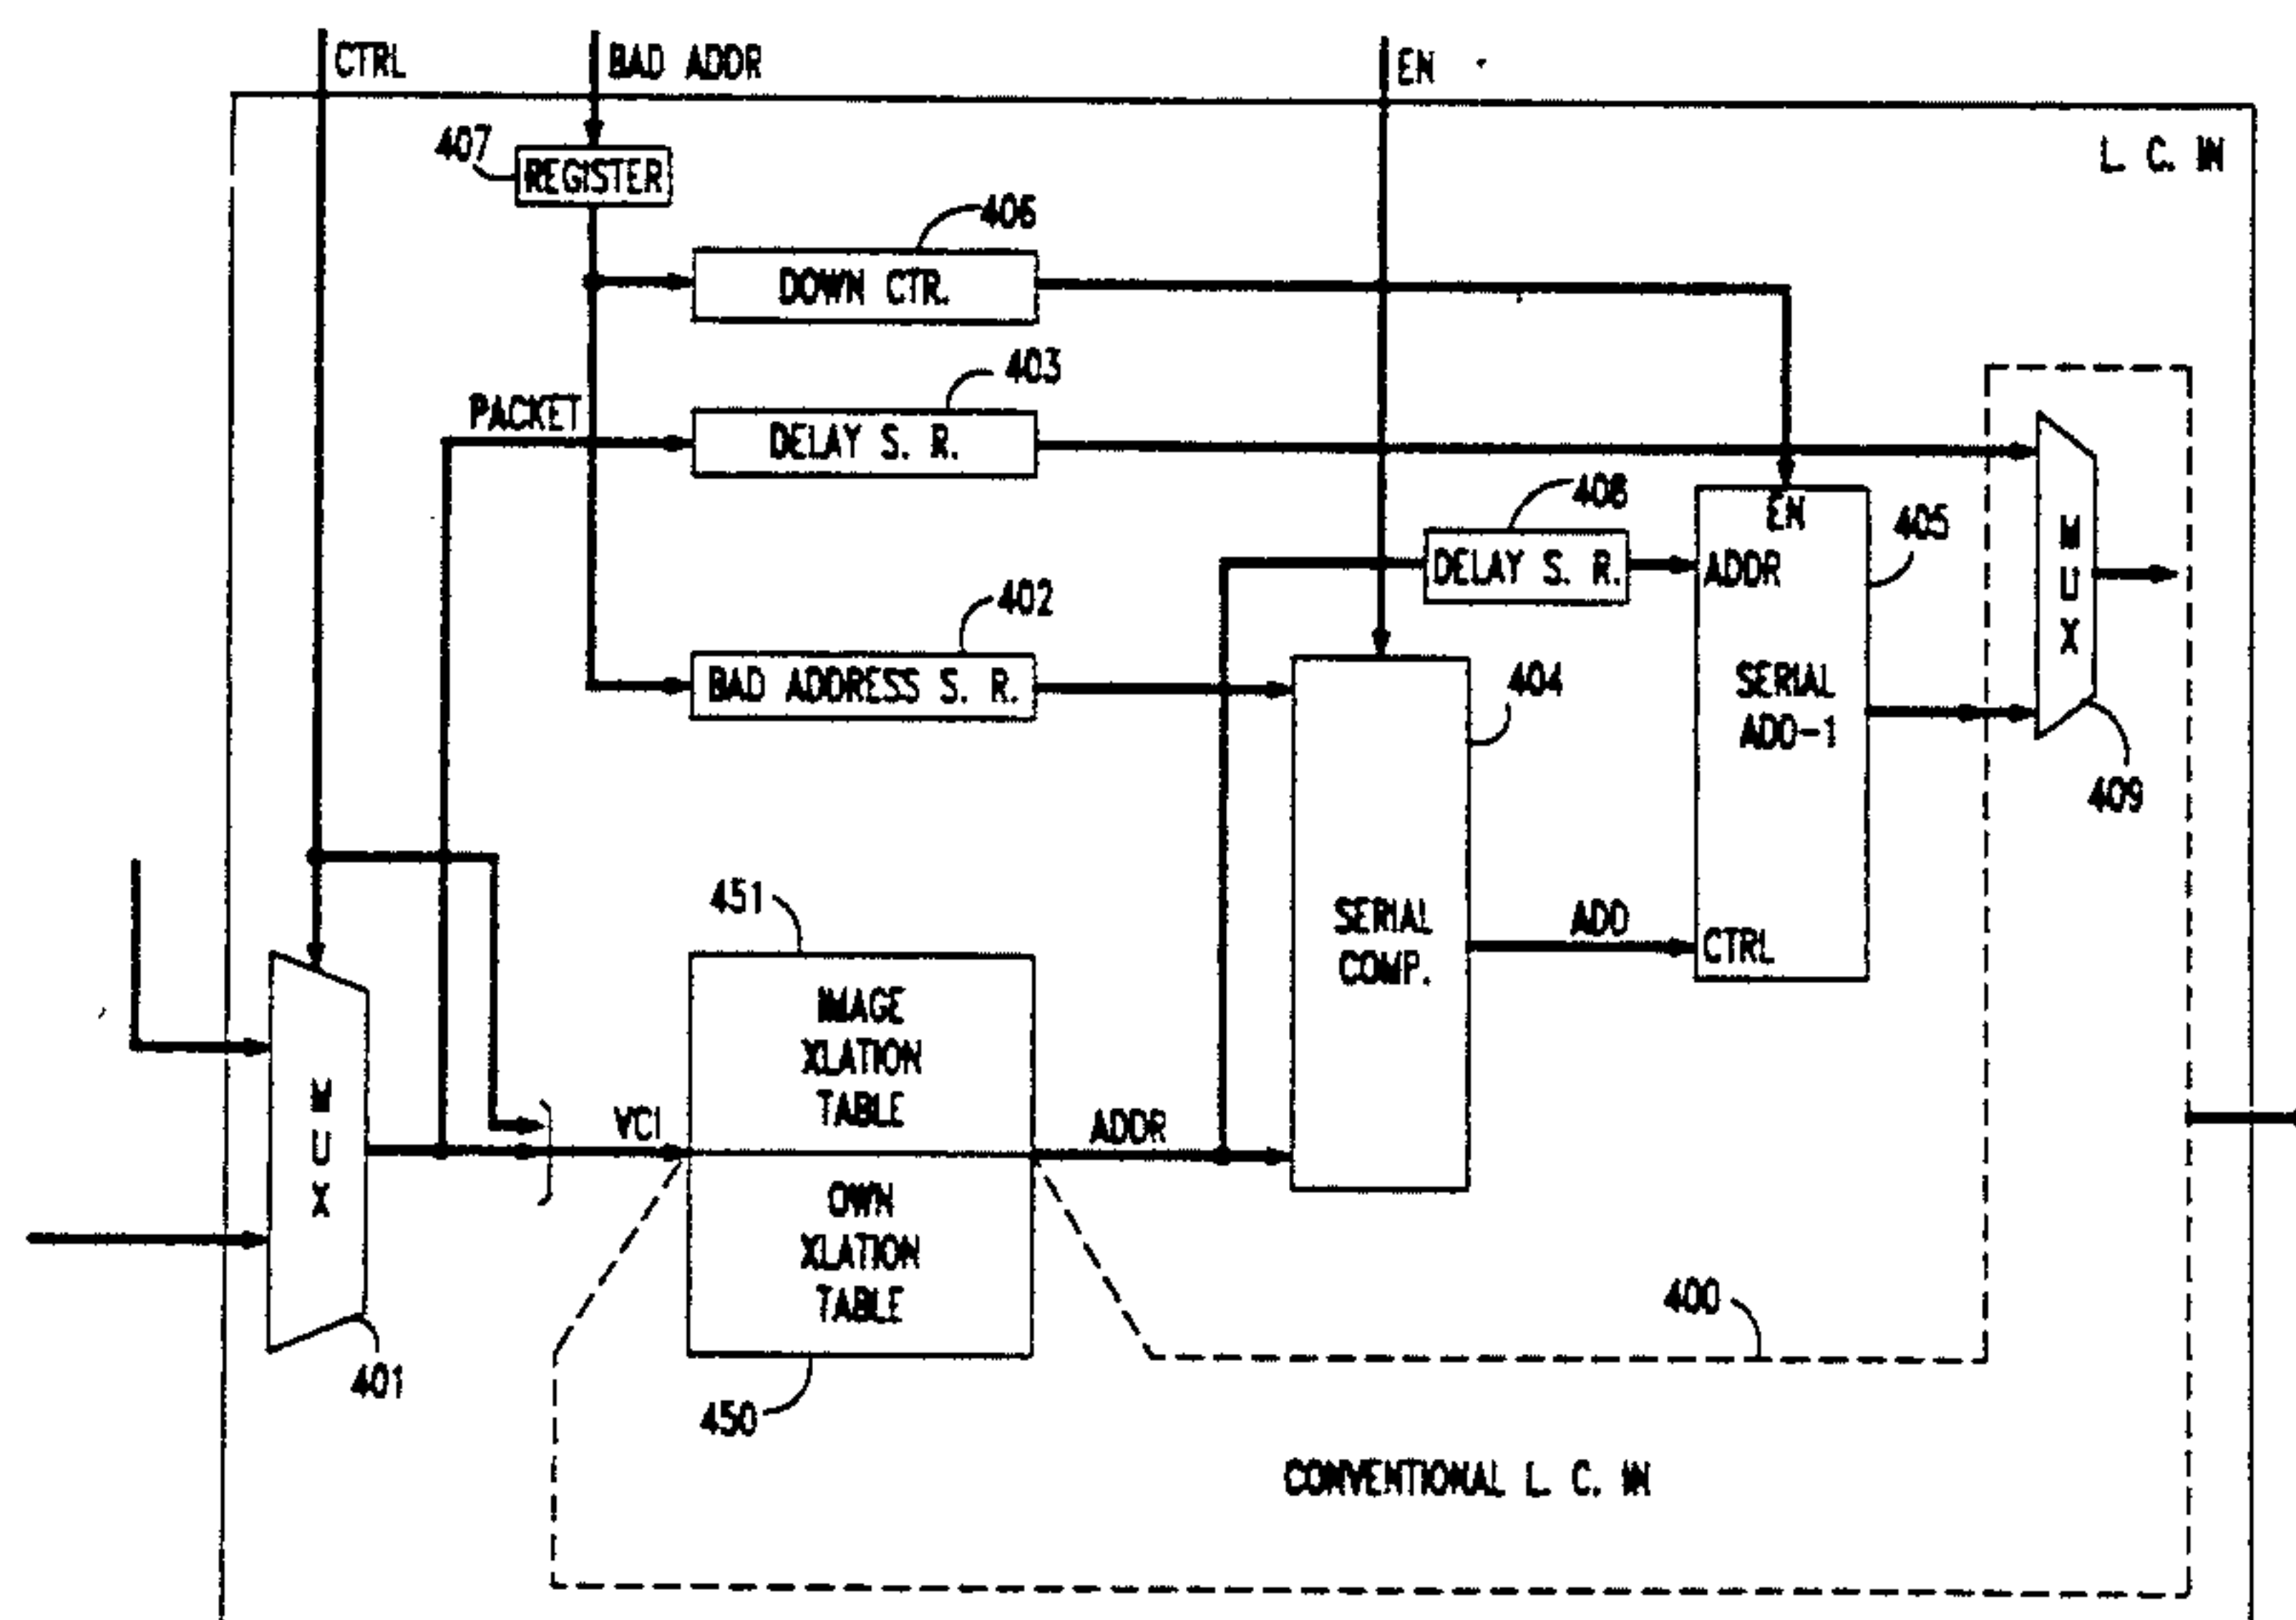 CTRL
BAD ADDR
EN
L. C. IN
407
REGISTER
406
DOWN CTR.
403
PACKET
DELAY S. R.
408
DELAY S. R.
EN
ADDR
405
MUX
402
BAD ADDRESS S. R.
404
SERIAL
ADD-1
409
451
IMAGE
XLATION
TABLE
SERIAL
COMP.
ADD
CTRL
MUX
VCI
ADDR
OWN
XLATION
TABLE
401
450
400
CONVENTIONAL L. C. IN